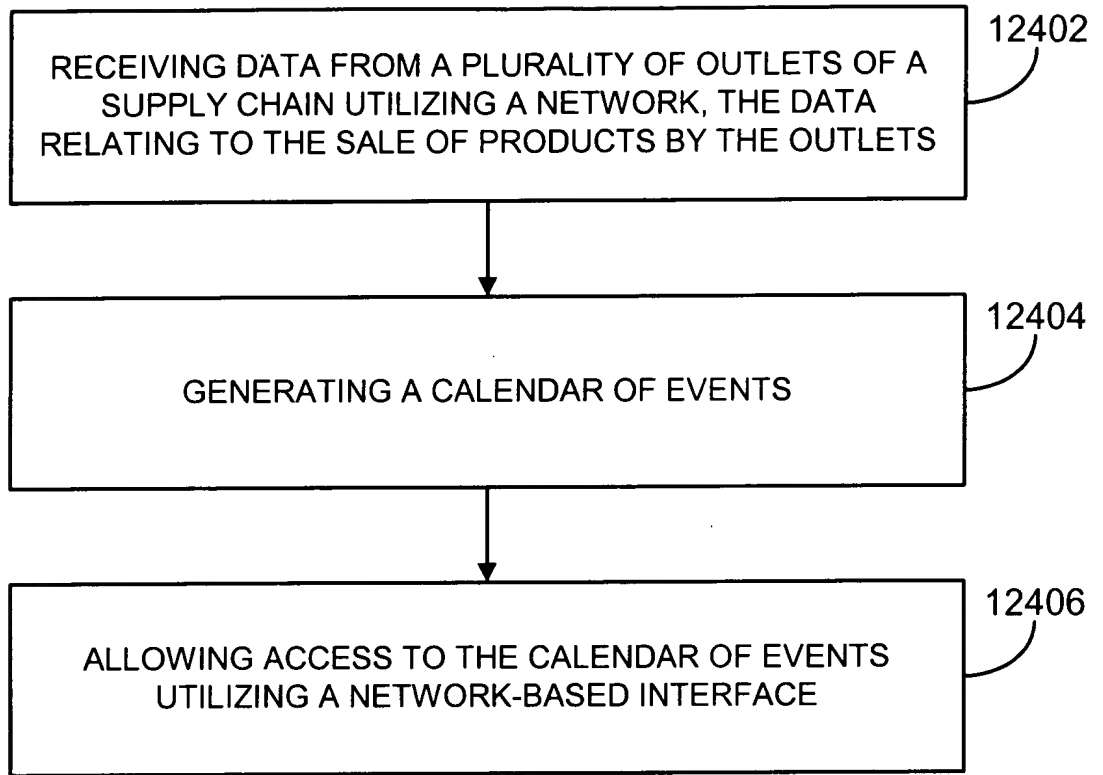 12402
RECEIVING DATA FROM A PLURALITY OF OUTLETS OF A
SUPPLY CHAIN UTILIZING A NETWORK, THE DATA
RELATING TO THE SALE OF PRODUCTS BY THE OUTLETS
12404
GENERATING A CALENDAR OF EVENTS
12406
ALLOWING ACCESS TO THE CALENDAR OF EVENTS
UTILIZING A NETWORK-BASED INTERFACE